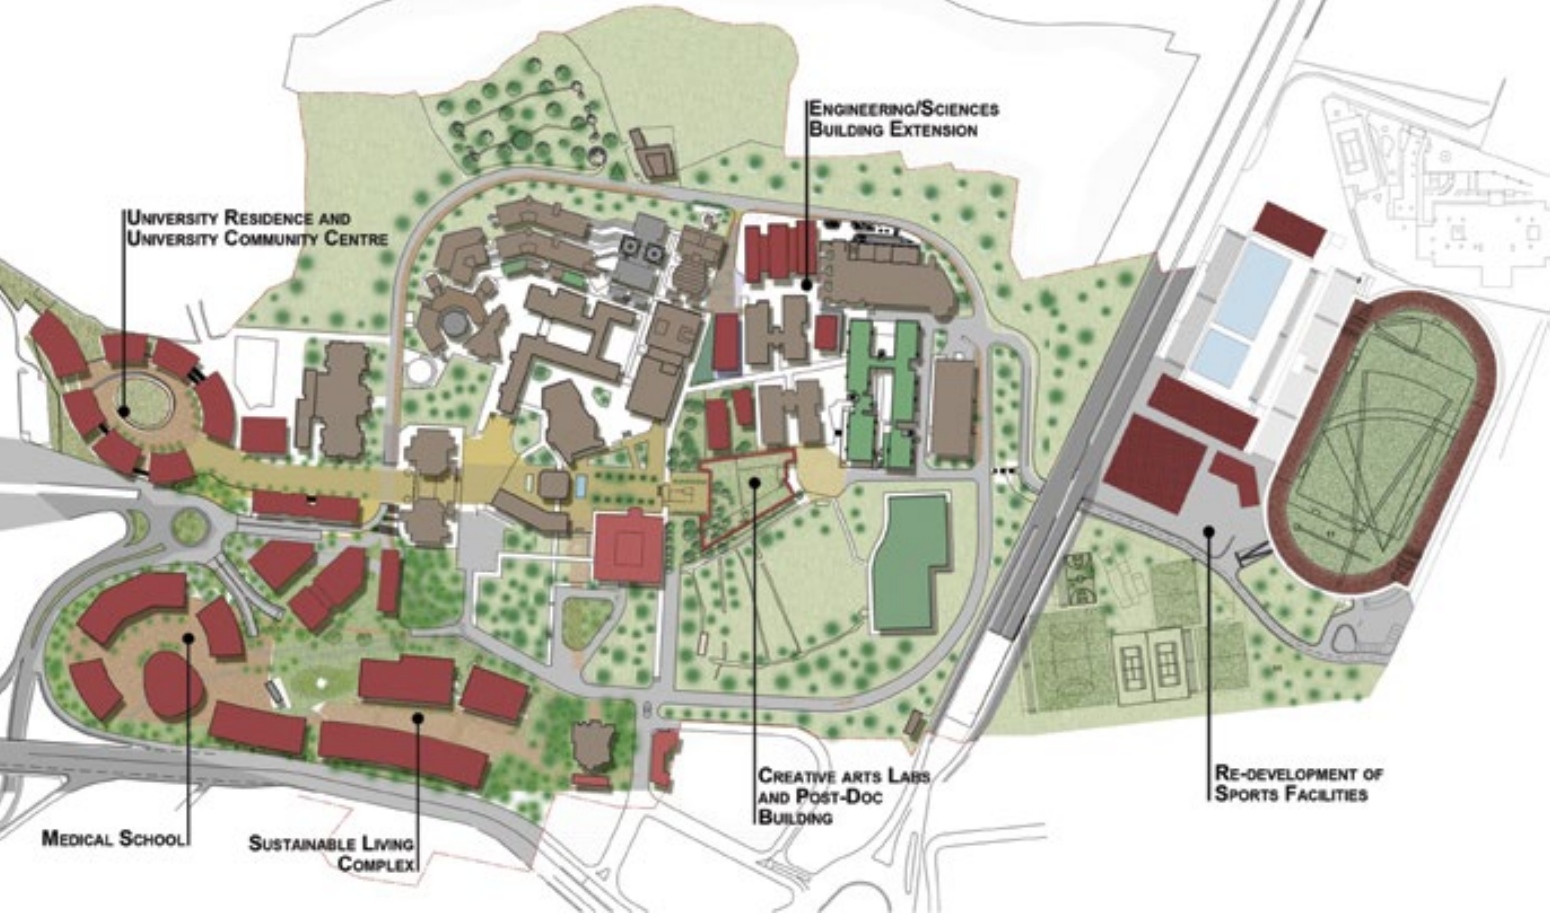 Engineering/Sciences
Building Extension
University Residence and
University Community Centre
Creative arts Labs
and Post-Doc
Building
Re-development of
Sports Facilities
Medical School
Sustainable Living
Complex